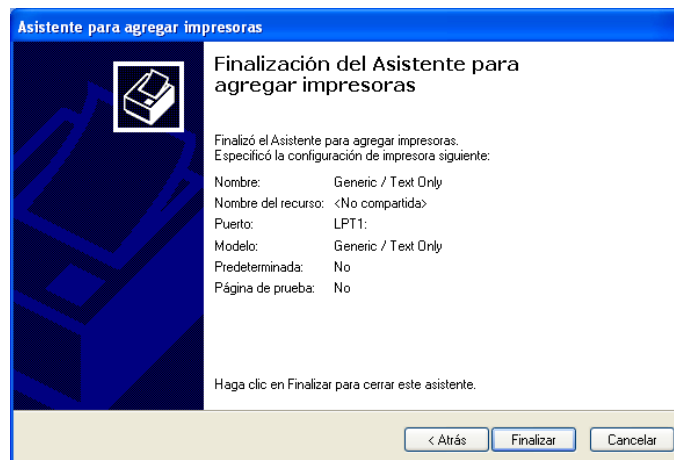 Asistente para agregar impresoras
Finalización del Asistente para
agregar impresoras
Finalizó el Asistente para agregar impresoras.
Especificó la configuración de impresora siguiente:
Nombre: Generic / Text Only
Nombre del recurso: <No compartida>
Puerto: LPT1:
Modelo: Generic / Text Only
Predeterminada: No
Página de prueba: No
Haga clic en Finalizar para cerrar este asistente.
< Atrás Finalizar Cancelar